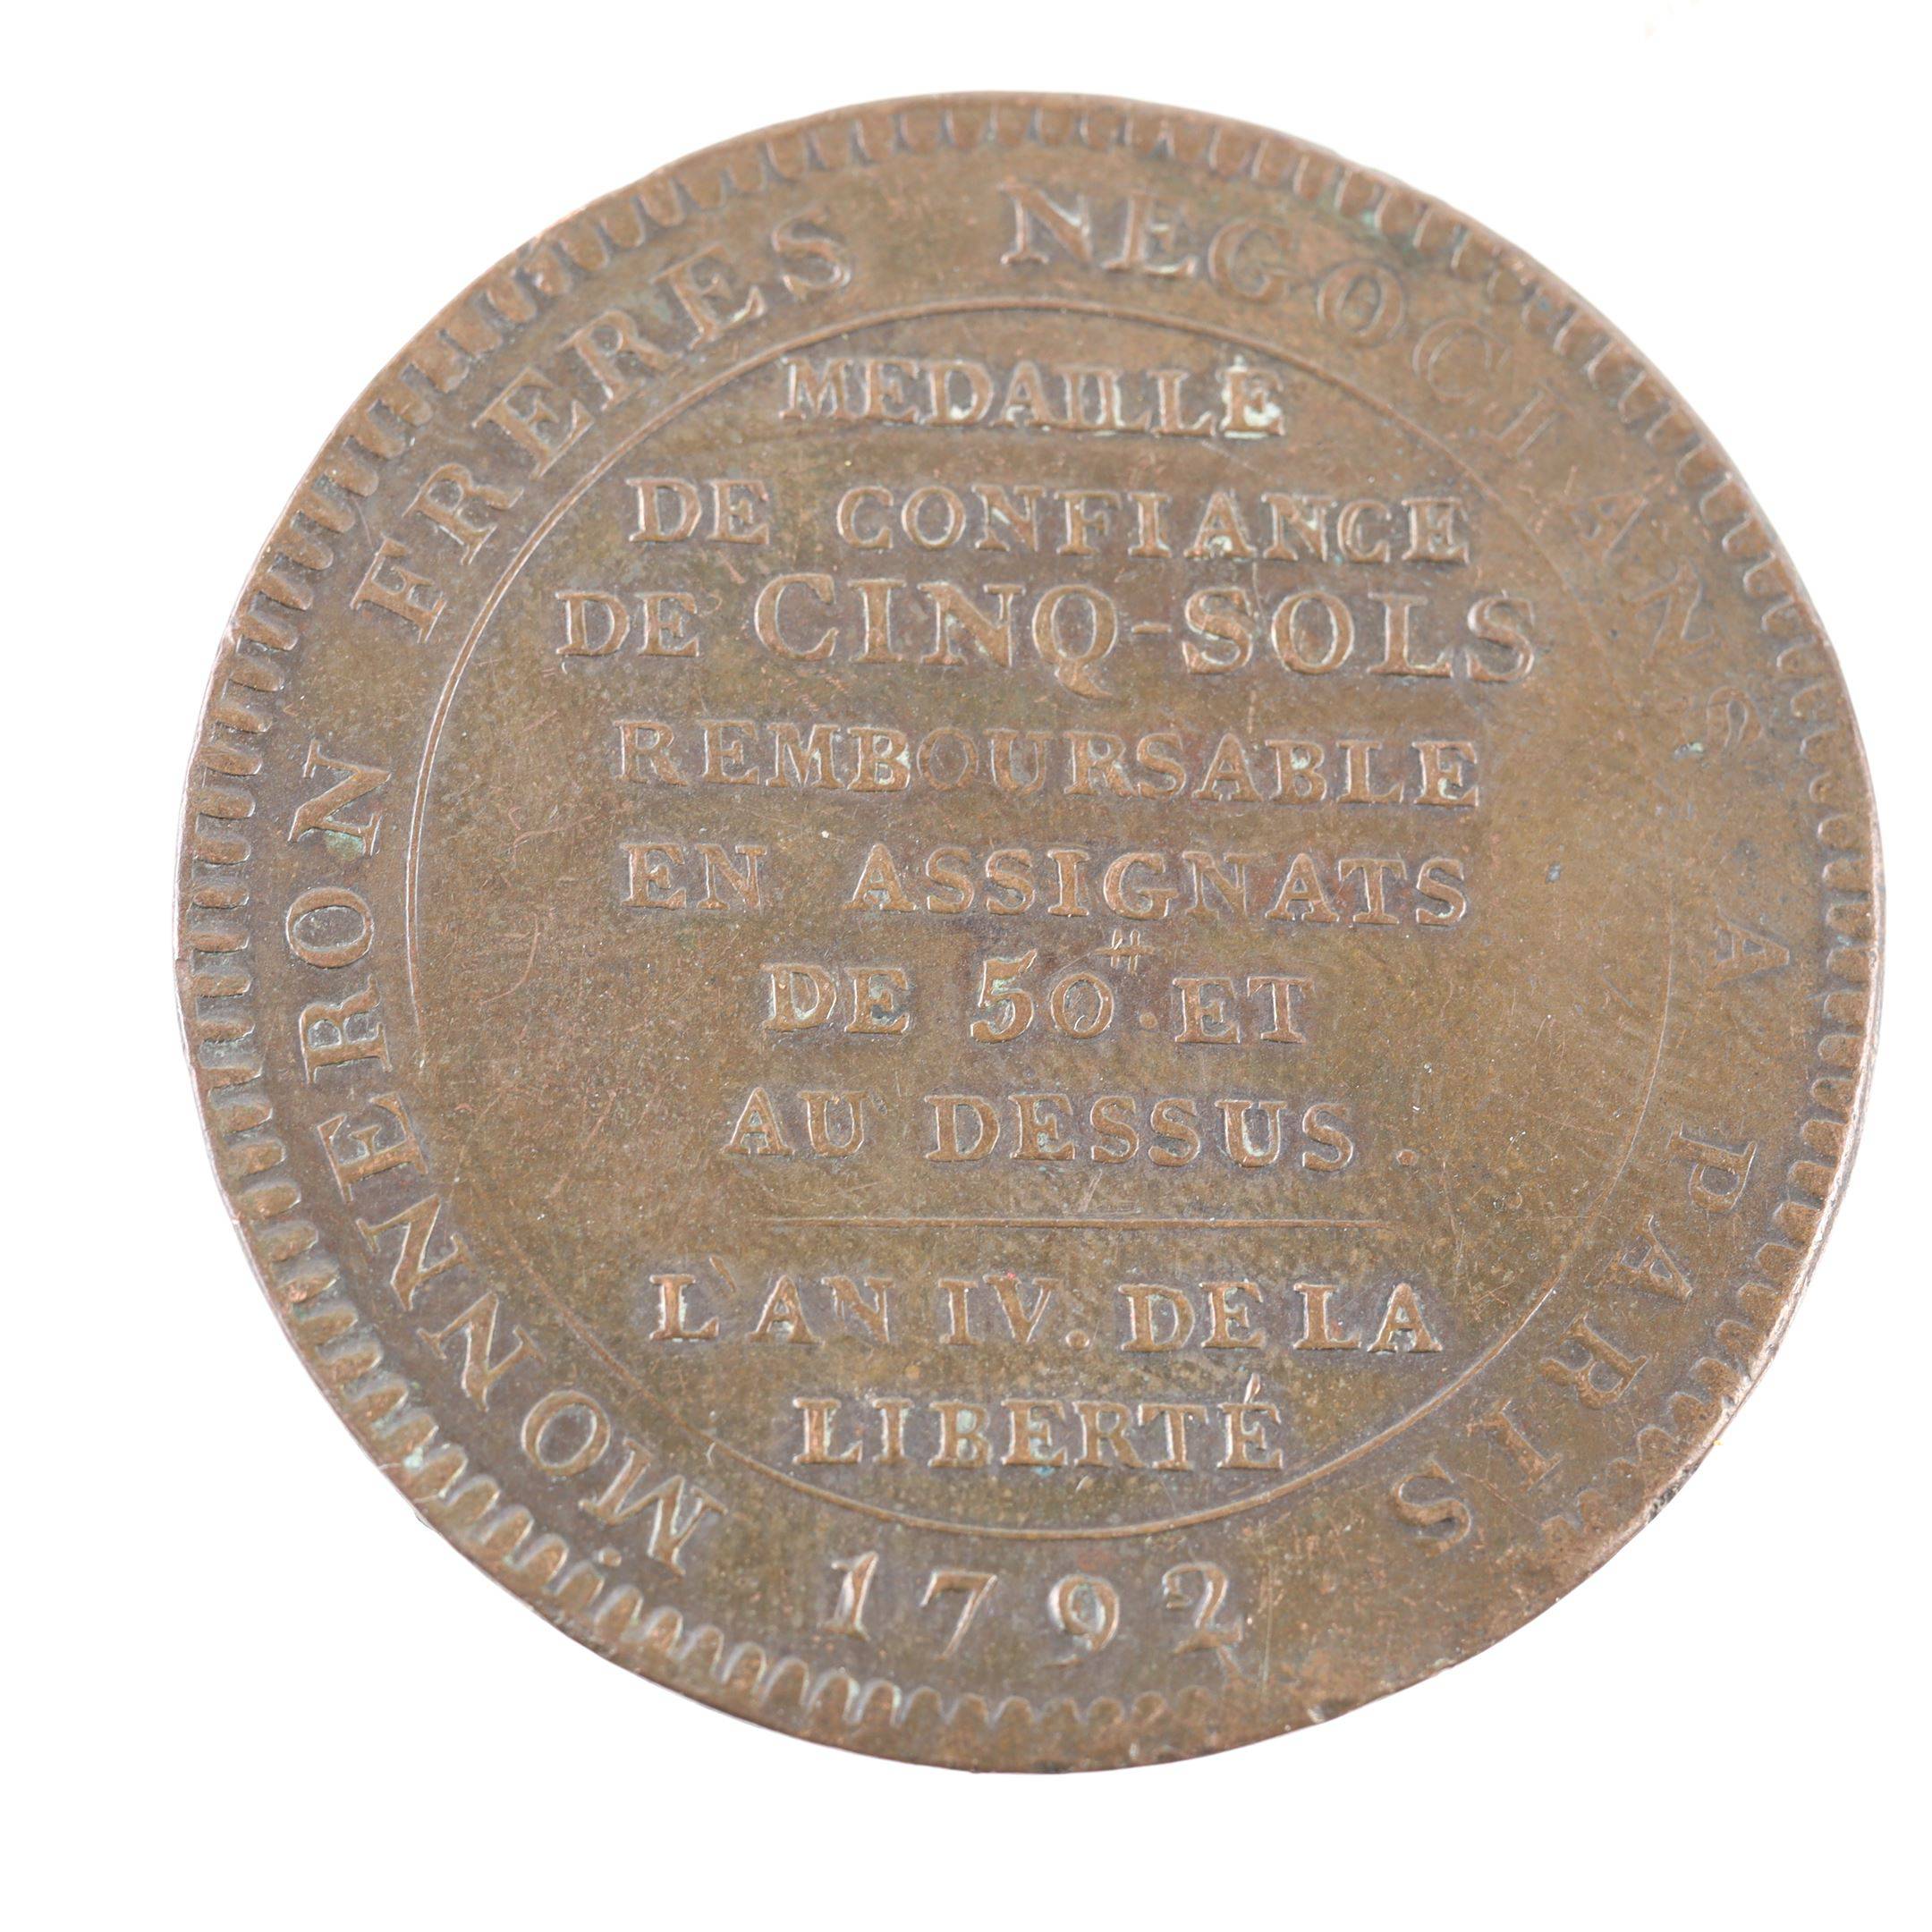 MONNERON FRERES NEGOCIANS A PARIS
MEDAILLE
DE CONFIANCE
DE CINQ-SOLS
REMBOURSABLE
EN ASSIGNATS
DE 50ᴴ. ET
AU DESSUS.
L'AN IV. DE LA
LIBERTÉ
1792